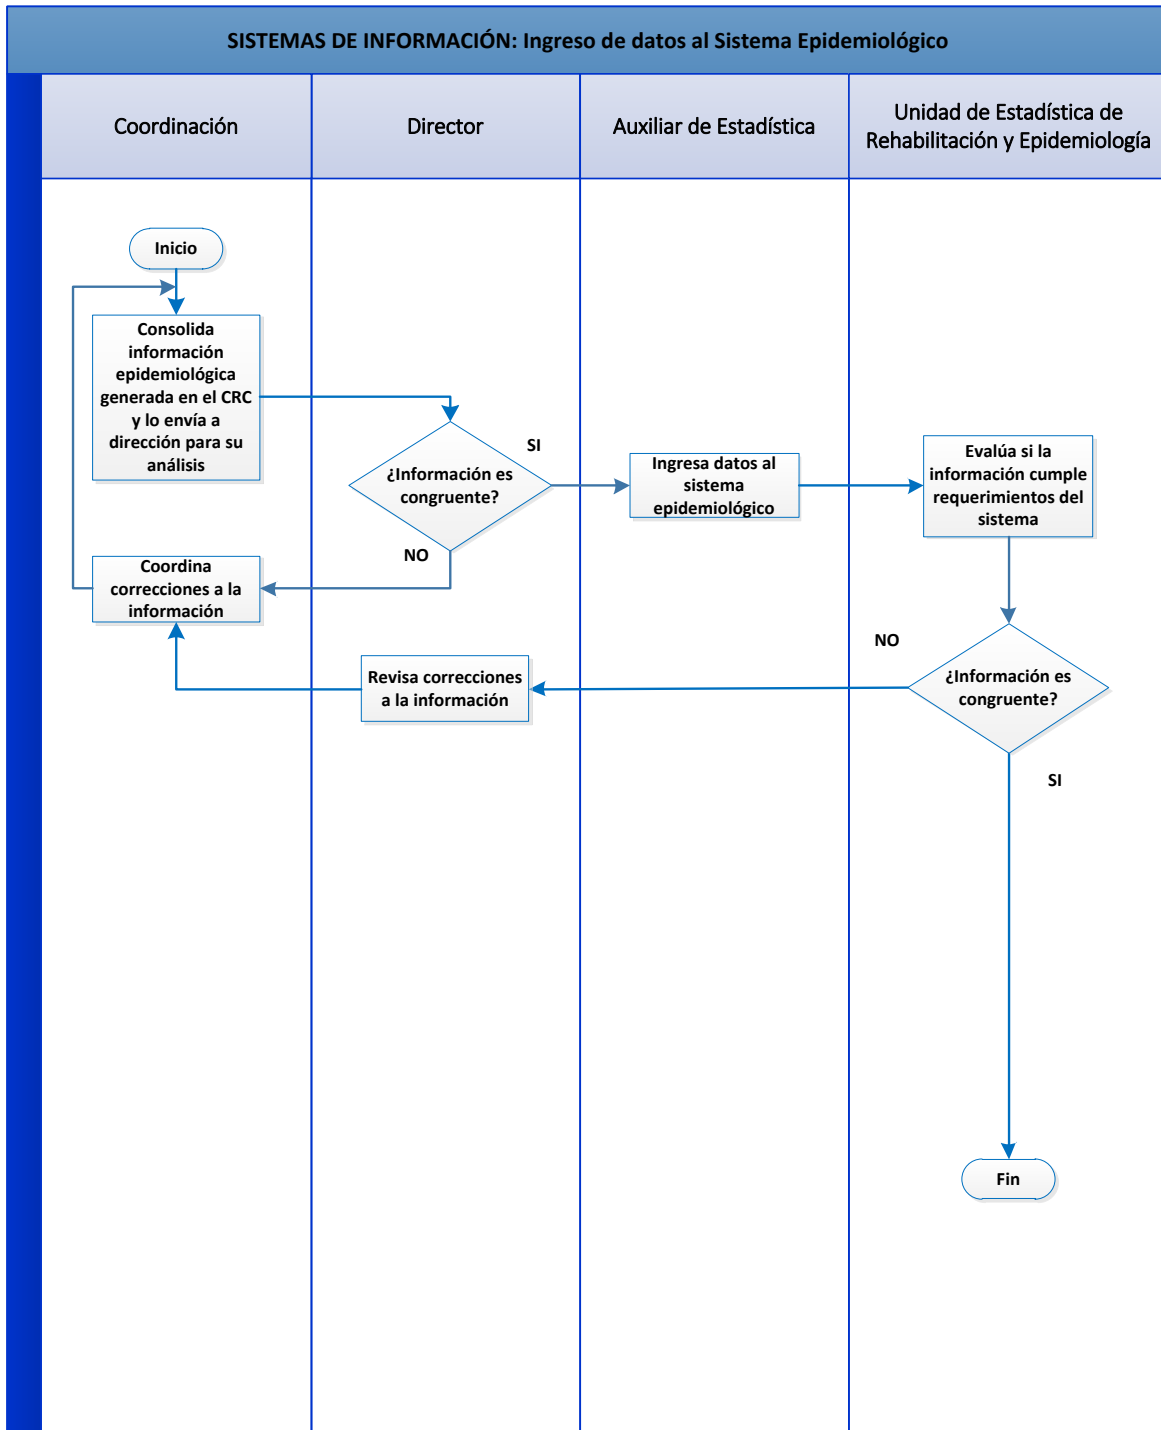 SISTEMAS DE INFORMACIÓN: Ingreso de datos al Sistema Epidemiológico
Coordinación
Director
Auxiliar de Estadística
Unidad de Estadística de
Rehabilitación y Epidemiología
Inicio
Consolida
información
epidemiológica
generada en el CRC
y lo envía a
dirección para su
análisis
¿Información es
congruente?
SI
NO
Ingresa datos al
sistema
epidemiológico
Evalúa si la
información cumple
requerimientos del
sistema
Coordina
correcciones a la
información
Revisa correcciones
a la información
NO
¿Información es
congruente?
SI
Fin